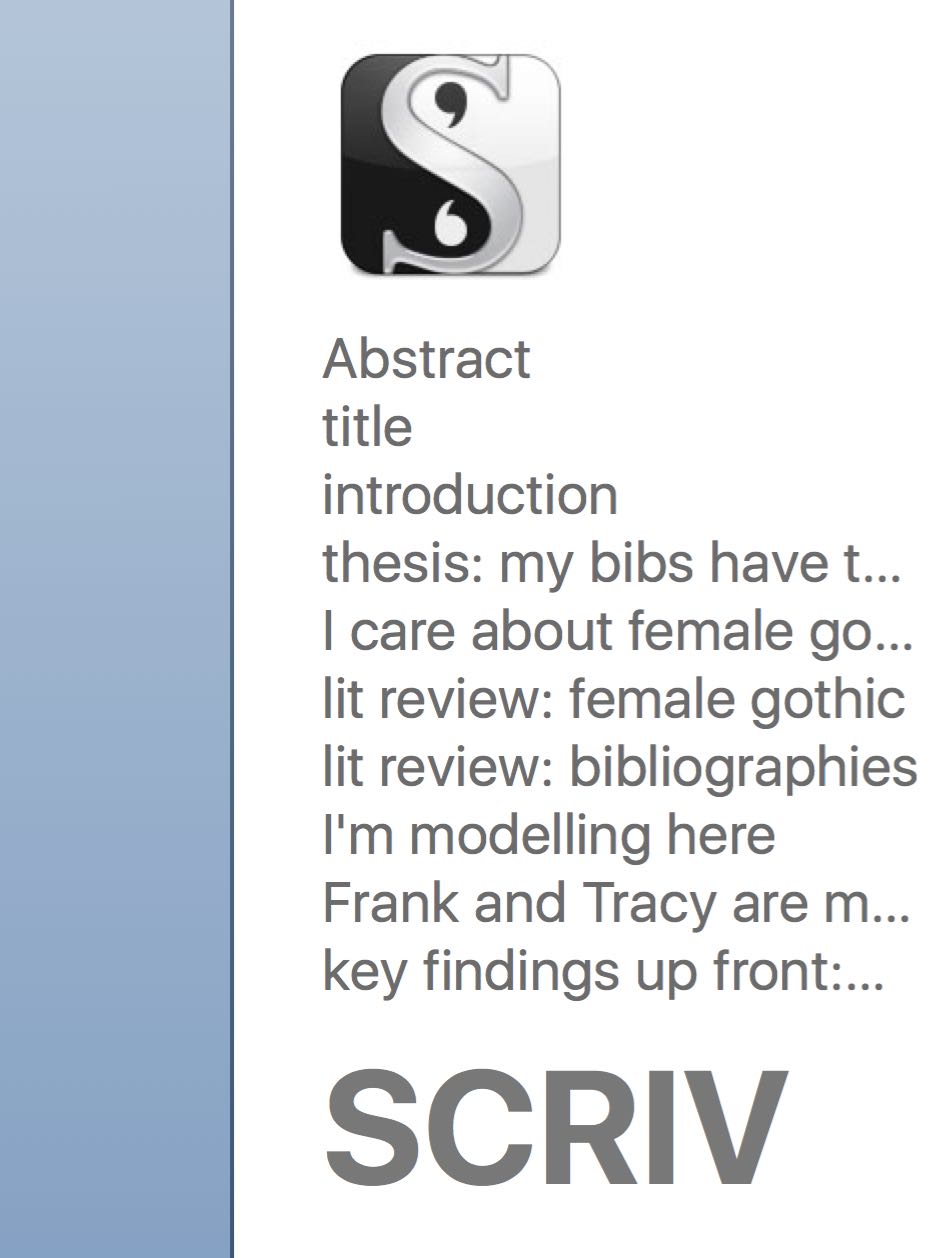 Abstract
title
introduction
thesis: my bibs have t...
I care about female go...
lit review: female gothic
lit review: bibliographies
I'm modelling here
Frank and Tracy are m...
key findings up front:...
SCRIV